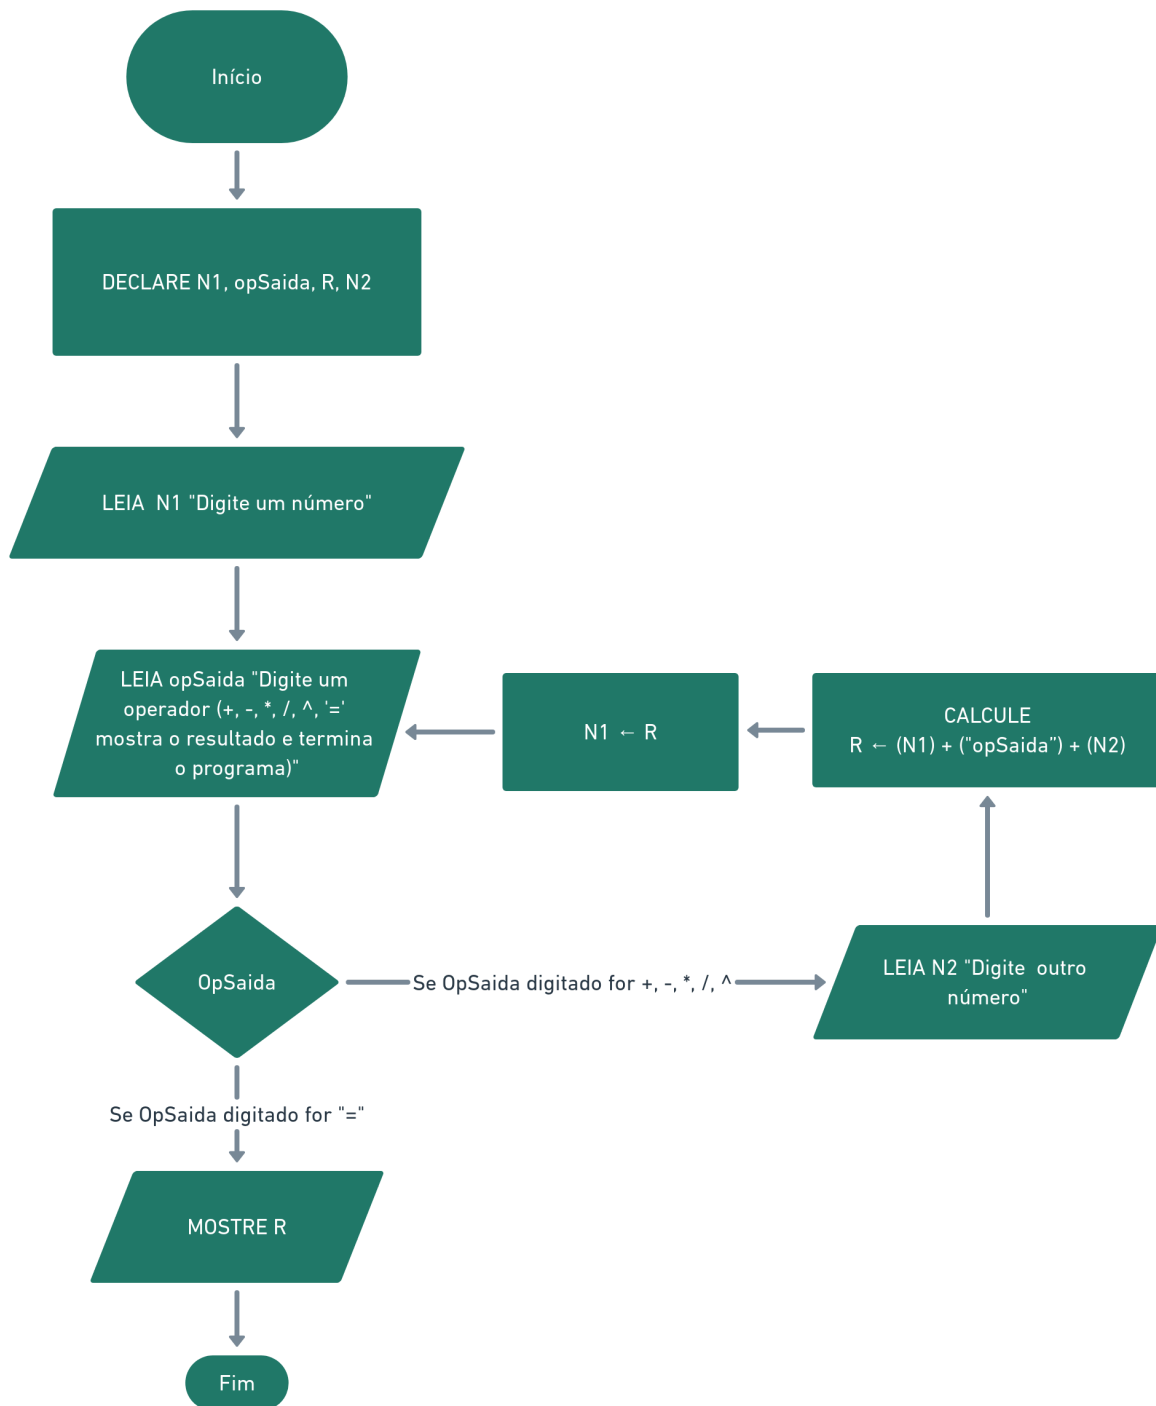 Início
DECLARE N1, opSaida, R, N2
LEIA  N1 "Digite um número"
LEIA opSaida "Digite um
operador (+, -, *, /, ^, '='
mostra o resultado e termina
o programa)"
N1 ← R
CALCULE
R ← (N1) + ("opSaida") + (N2)
OpSaida
Se OpSaida digitado for +, -, *, /, ^
LEIA N2 "Digite  outro
número"
Se OpSaida digitado for "="
MOSTRE R
Fim